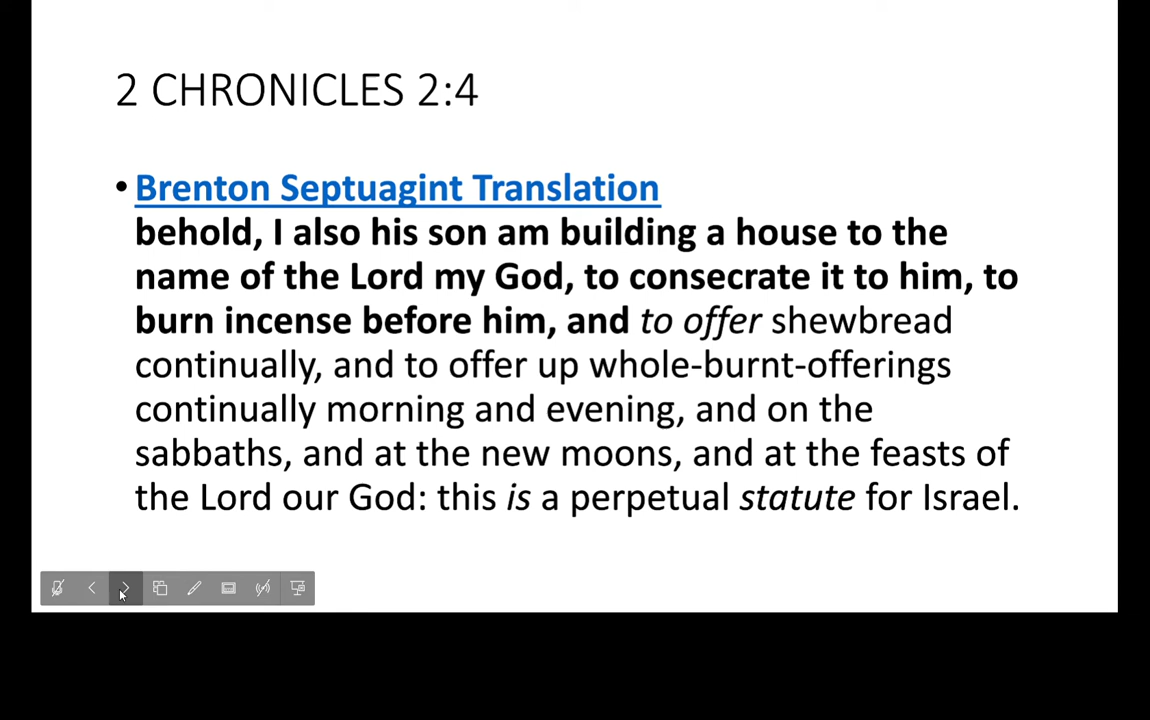 2 CHRONICLES 2:4
• Brenton Septuagint Translation
behold, I also his son am building a house to the
name of the Lord my God, to consecrate it to him, to
burn incense before him, and to offer shewbread
continually, and to offer up whole-burnt-offerings
continually morning and evening, and on the
sabbaths, and at the new moons, and at the feasts of
the Lord our God: this is a perpetual statute for Israel.